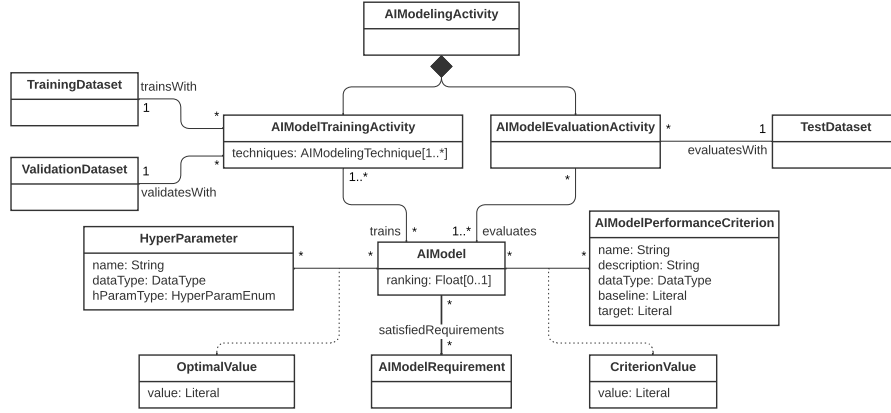 AIModelingActivity
TrainingDataset
trainsWith
1
*
AIModelTrainingActivity
techniques: AIModelingTechnique[1..*]
AIModelEvaluationActivity
*
1
evaluatesWith
TestDataset
ValidationDataset
1
*
validatesWith
1..*
*
trains
*
1..*
evaluates
HyperParameter
name: String
dataType: DataType
hParamType: HyperParamEnum
*
*
AIModel
ranking: Float[0..1]
*
*
AIModelPerformanceCriterion
name: String
description: String
dataType: DataType
baseline: Literal
target: Literal
*
satisfiedRequirements
*
OptimalValue
value: Literal
AIModelRequirement
CriterionValue
value: Literal